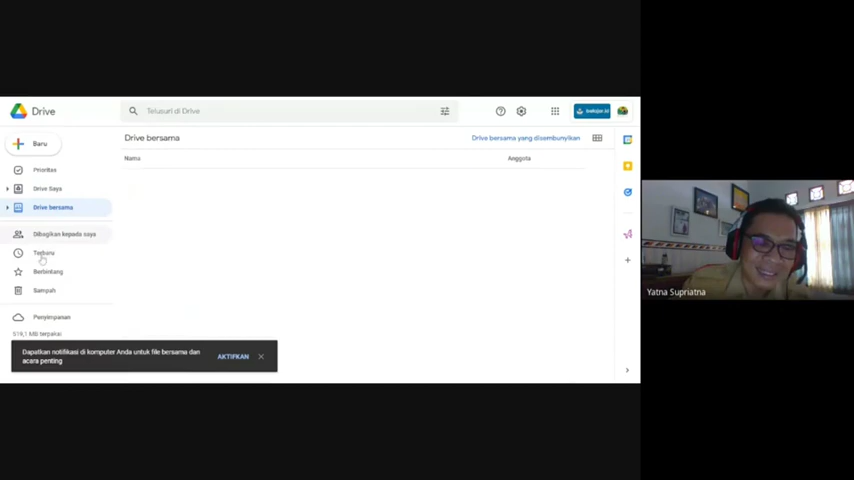 Drive
Telusuri di Drive
belajar.id
Baru
Drive bersama
Drive bersama yang disembunyikan
Nama
Anggota
Prioritas
Drive Saya
Drive bersama
Dibagikan kepada saya
Terbaru
Berbintang
Sampah
Penyimpanan
519,1 MB terpakai
Dapatkan notifikasi di komputer Anda untuk file bersama dan
acara penting
AKTIFKAN
Yatna Supriatna